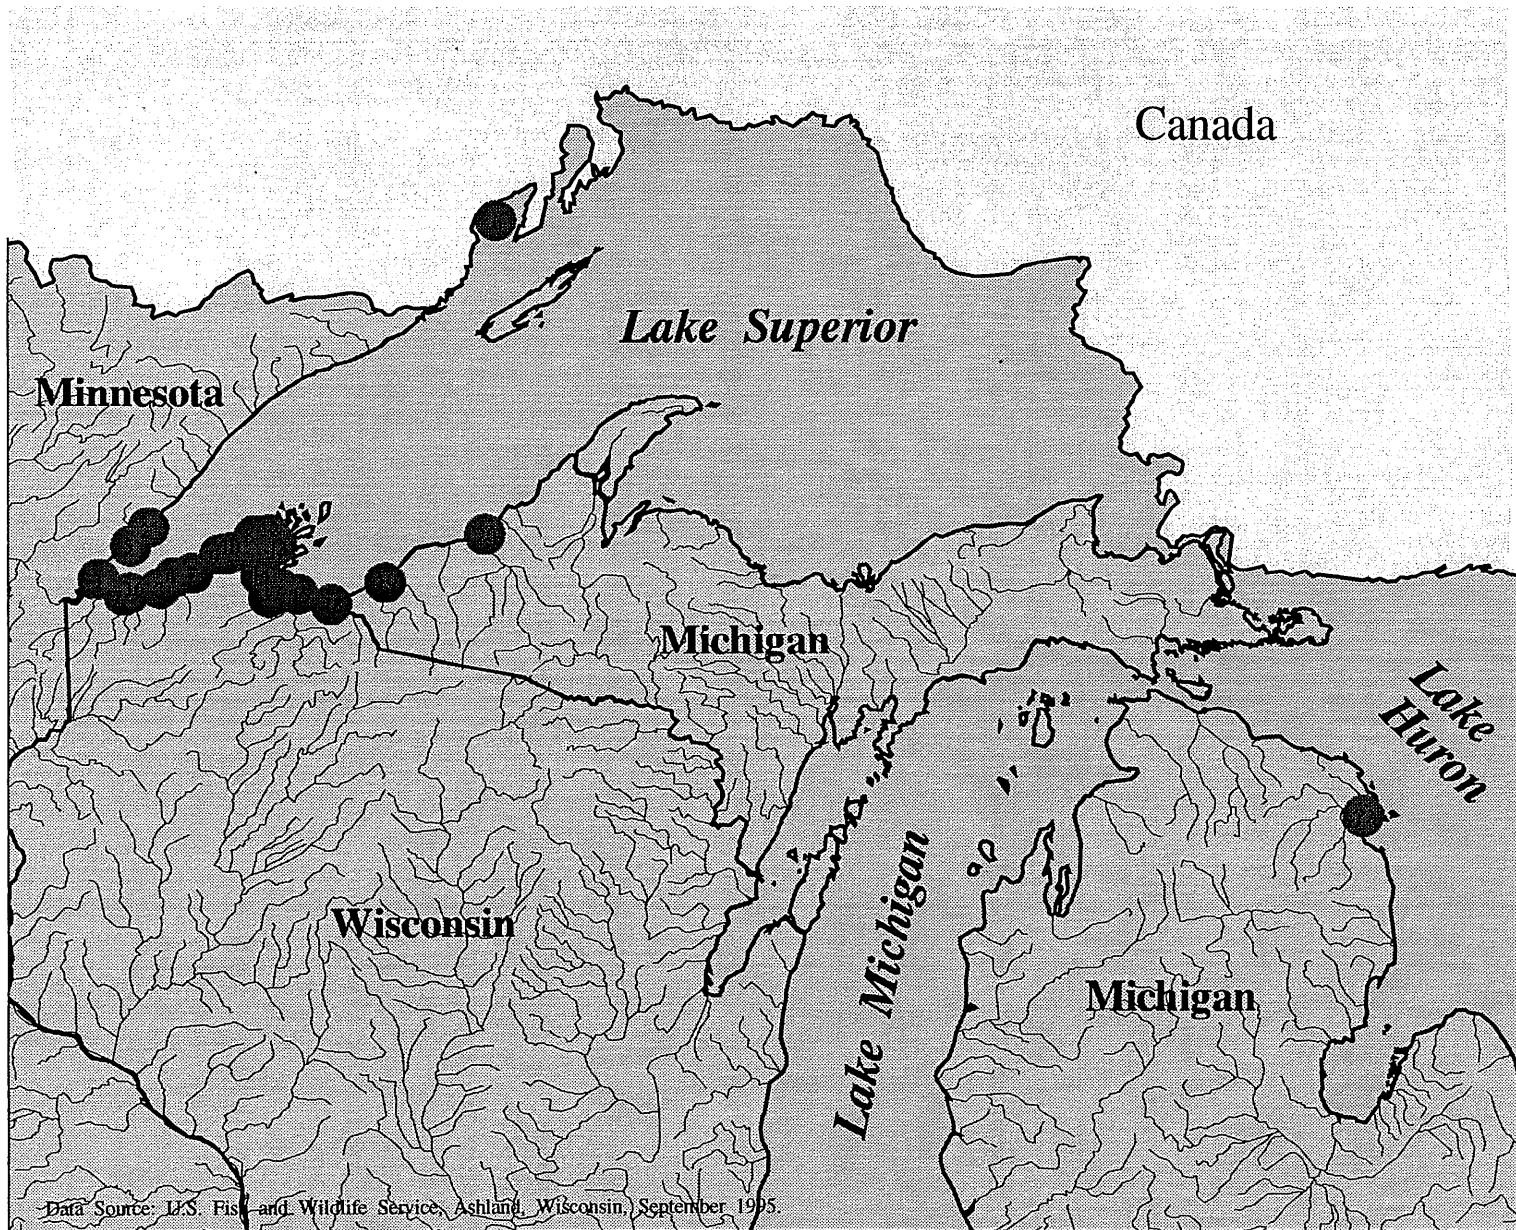 Canada
Lake Superior
Minnesota
Michigan
Lake
Huron
Wisconsin
Lake Michigan
Michigan
Data Source: U.S. Fish and Wildlife Service, Ashland, Wisconsin, September 1995.